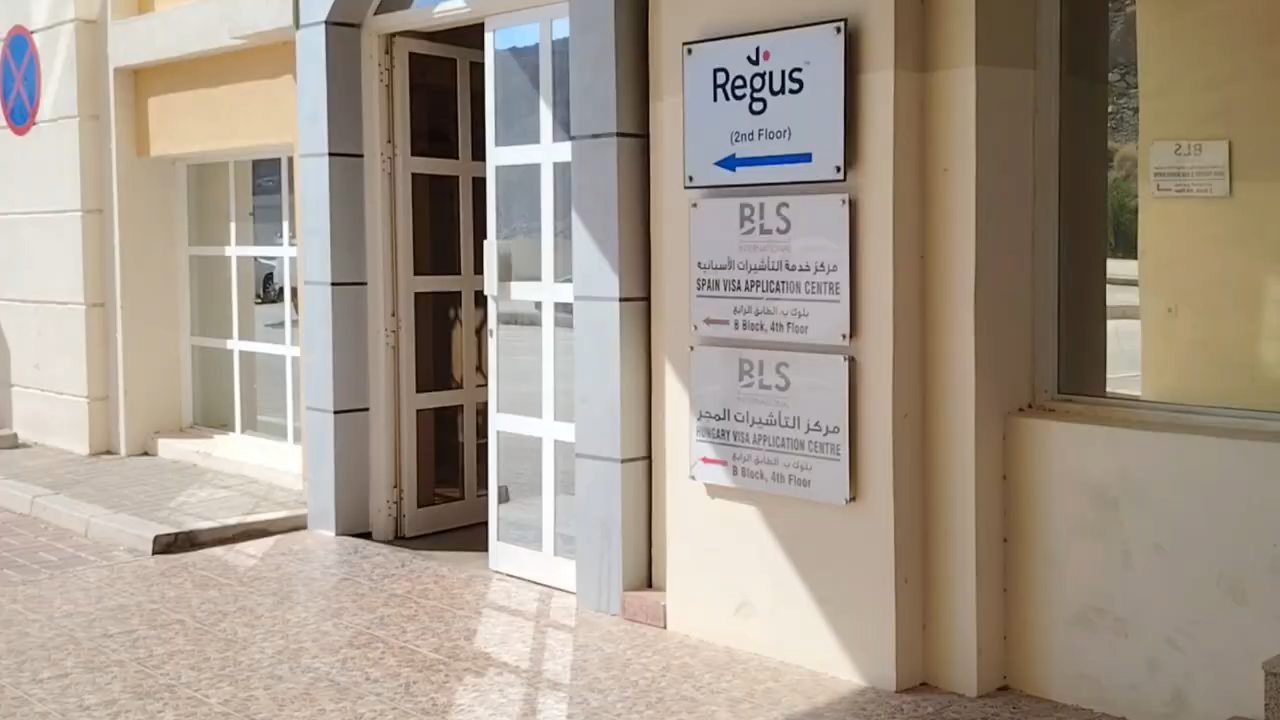 Regus
(2nd Floor)
BLS
INTERNATIONAL
مركز خدمة التأشيرات الأسبانيه
SPAIN VISA APPLICATION CENTRE
بلوك ب، الطابق الرابع
B Block, 4th Floor
BLS
INTERNATIONAL
مركز التأشيرات المجر
HUNGARY VISA APPLICATION CENTRE
بلوك ب، الطابق الرابع
B Block, 4th Floor
BLS